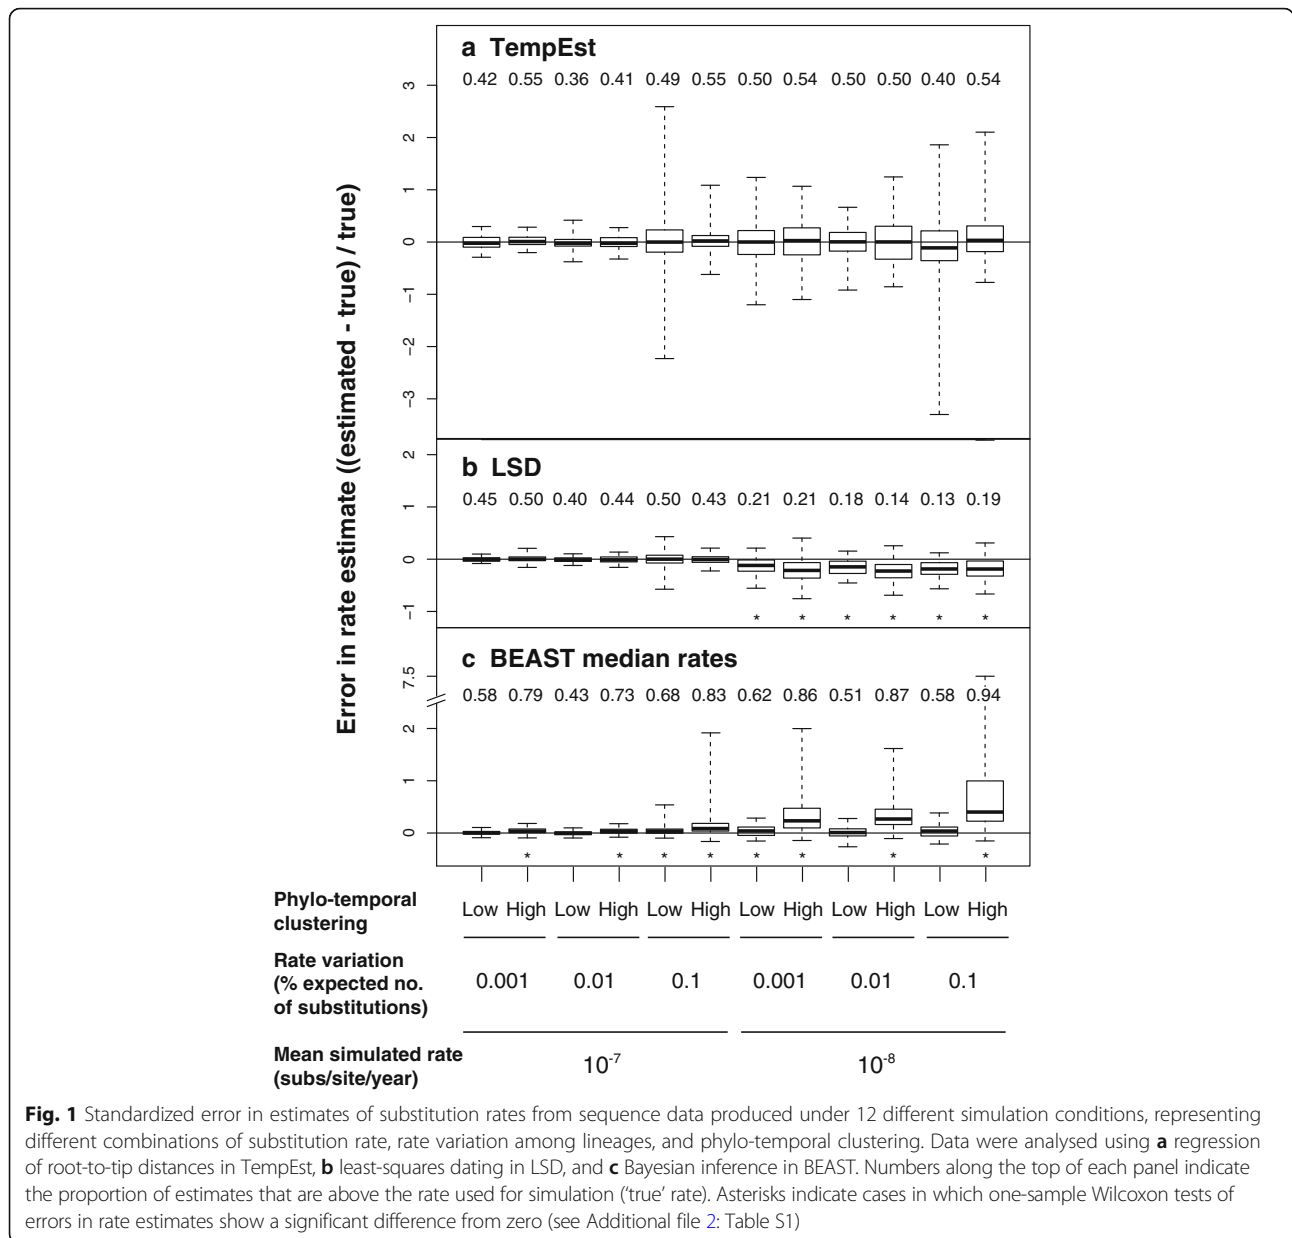 a TempEst
0.42 0.55 0.36 0.41 0.49 0.55 0.50 0.54 0.50 0.50 0.40 0.54
3
2
1
0
−1
−2
−3
Error in rate estimate ((estimated - true) / true)
b LSD
0.45 0.50 0.40 0.44 0.50 0.43 0.21 0.21 0.18 0.14 0.13 0.19
2
1
0
−1
* * * * * *
c BEAST median rates
0.58 0.79 0.43 0.73 0.68 0.83 0.62 0.86 0.51 0.87 0.58 0.94
7.5
2
1
0
* * * * * * * *
Phylo-temporal
clustering
Low High Low High Low High Low High Low High Low High
Rate variation
(% expected no.
of substitutions)
0.001 0.01 0.1 0.001 0.01 0.1
Mean simulated rate
(subs/site/year)
10-7 10-8
Fig. 1 Standardized error in estimates of substitution rates from sequence data produced under 12 different simulation conditions, representing
different combinations of substitution rate, rate variation among lineages, and phylo-temporal clustering. Data were analysed using a regression
of root-to-tip distances in TempEst, b least-squares dating in LSD, and c Bayesian inference in BEAST. Numbers along the top of each panel indicate
the proportion of estimates that are above the rate used for simulation (‘true’ rate). Asterisks indicate cases in which one-sample Wilcoxon tests of
errors in rate estimates show a significant difference from zero (see Additional file 2: Table S1)